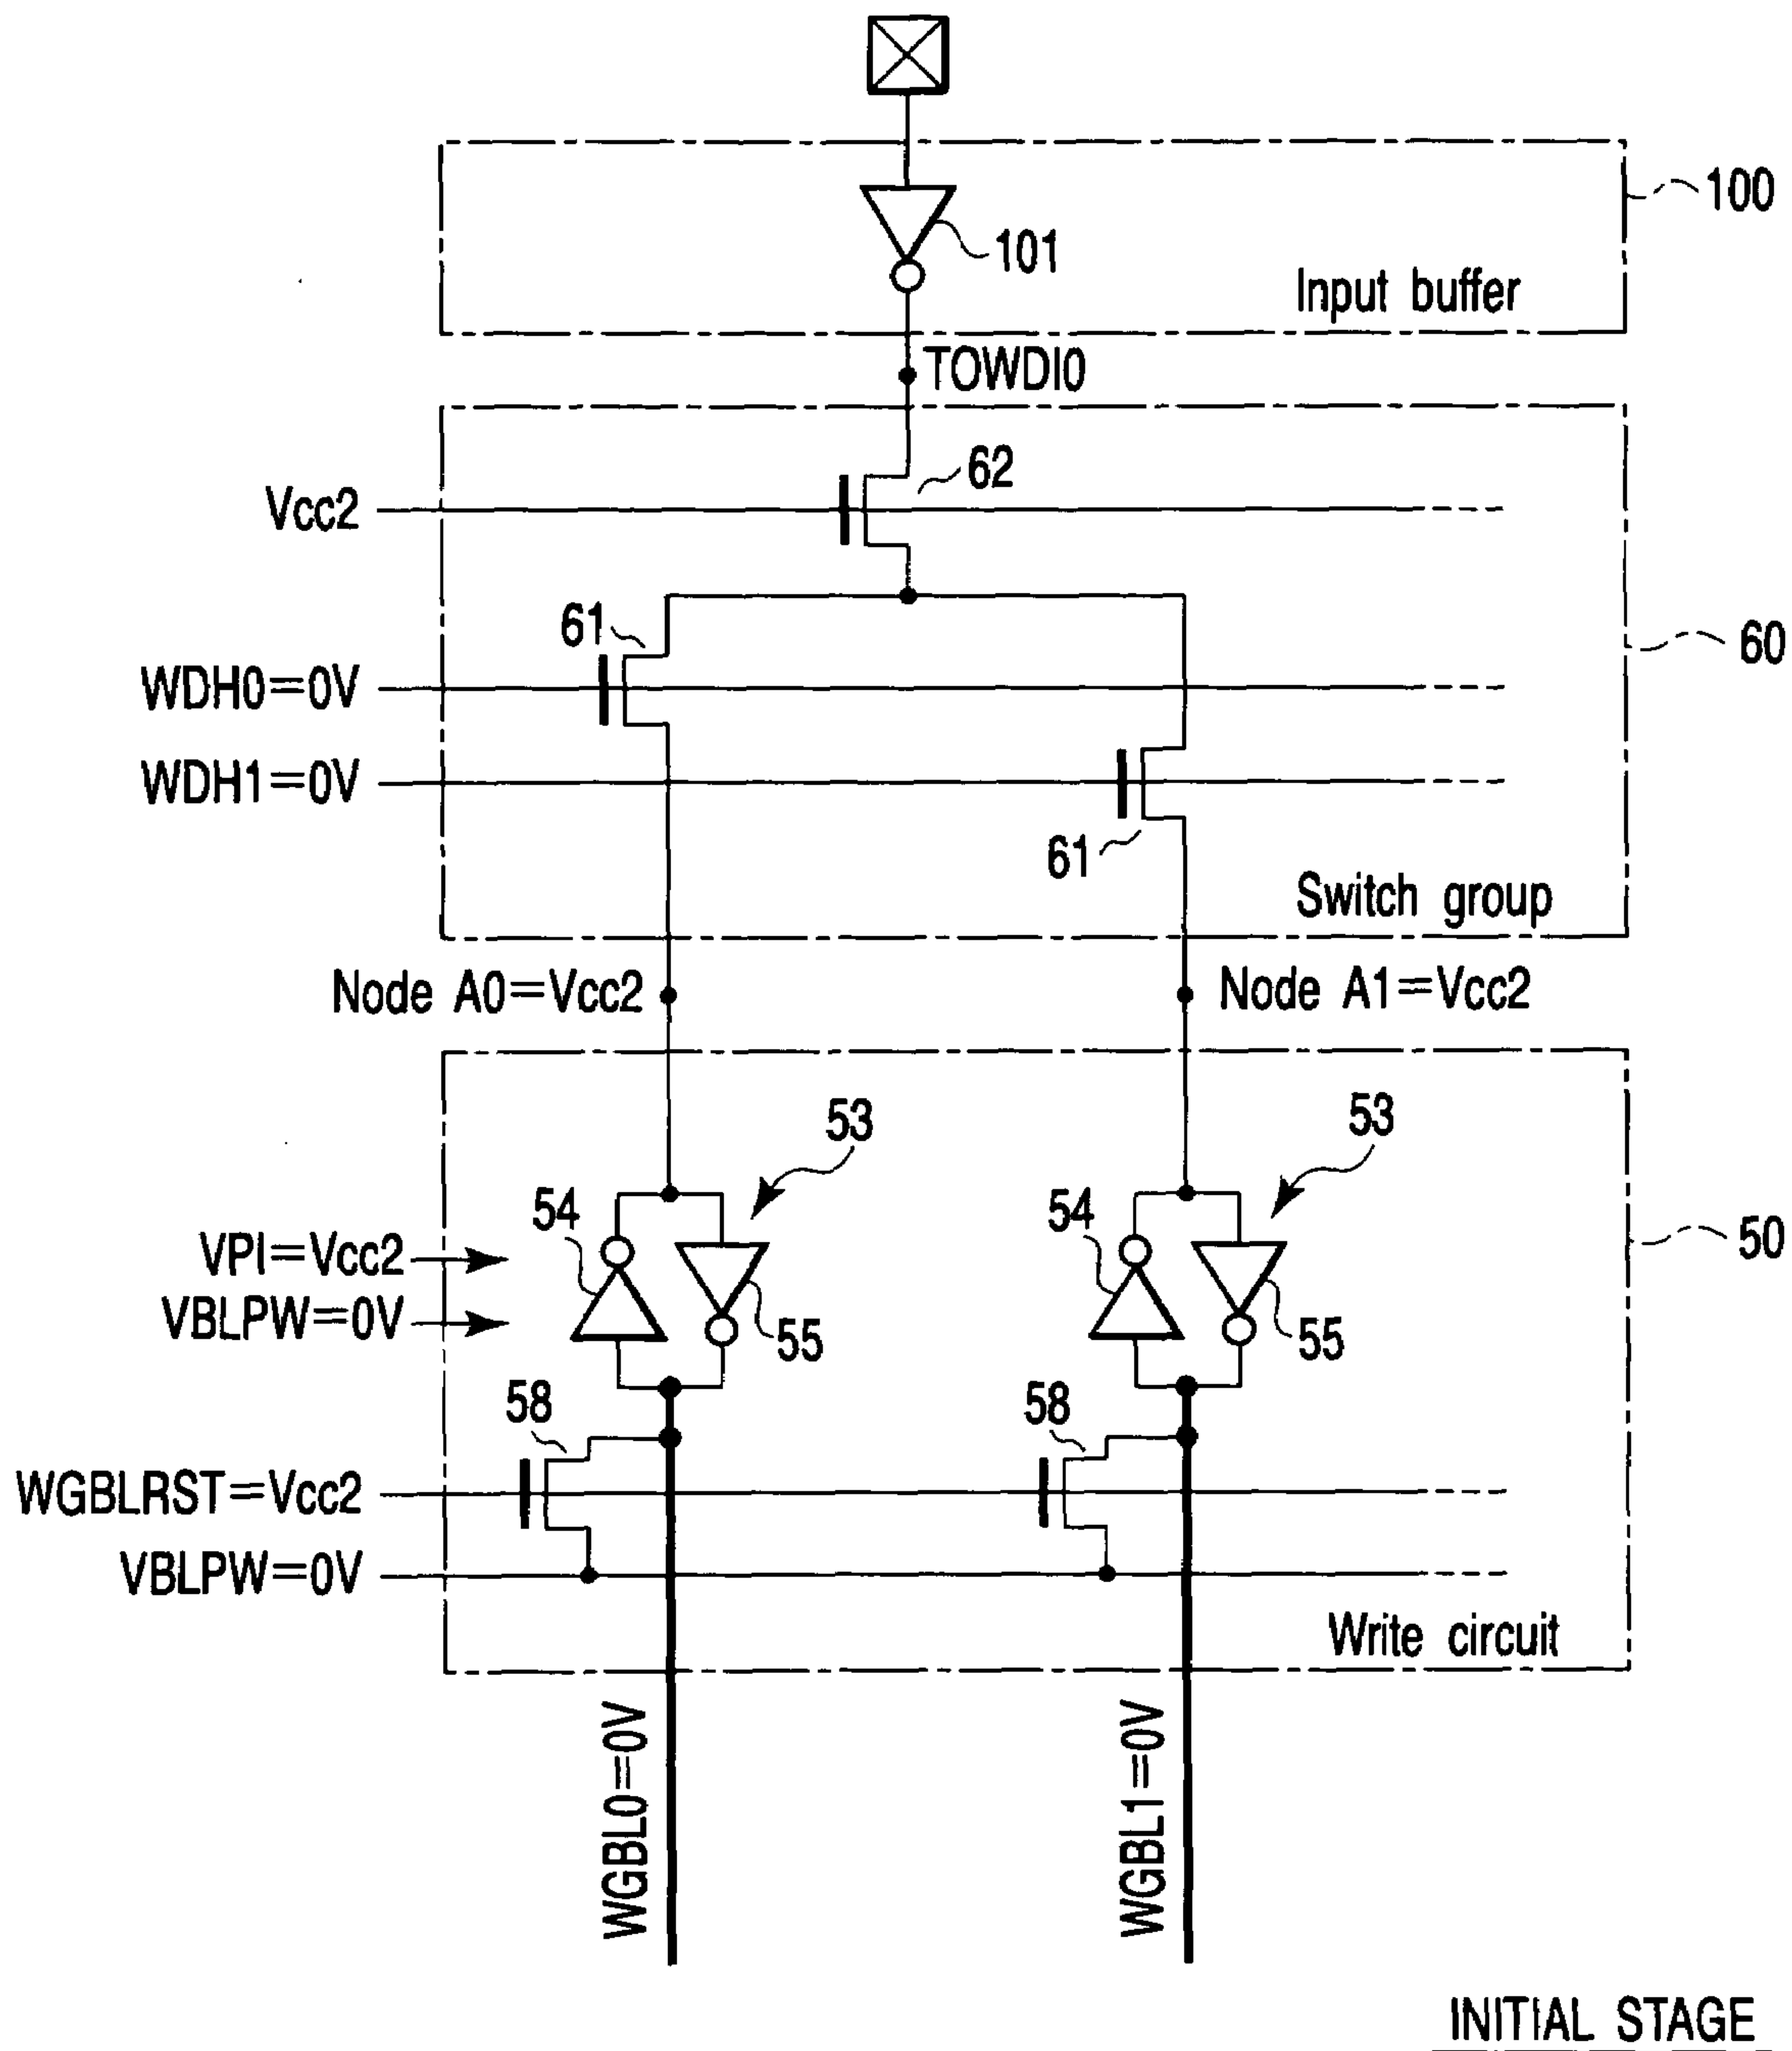 100
101
Input buffer
TOWDI0
62
Vcc2
61
60
WDH0=0V
WDH1=0V
61
Switch group
Node A0=Vcc2
Node A1=Vcc2
53
53
54
54
50
VPI=Vcc2
VBLPW=0V
55
55
58
58
WGBLRST=Vcc2
VBLPW=0V
Write circuit
WGBL0=0V
WGBL1=0V
INITIAL STAGE